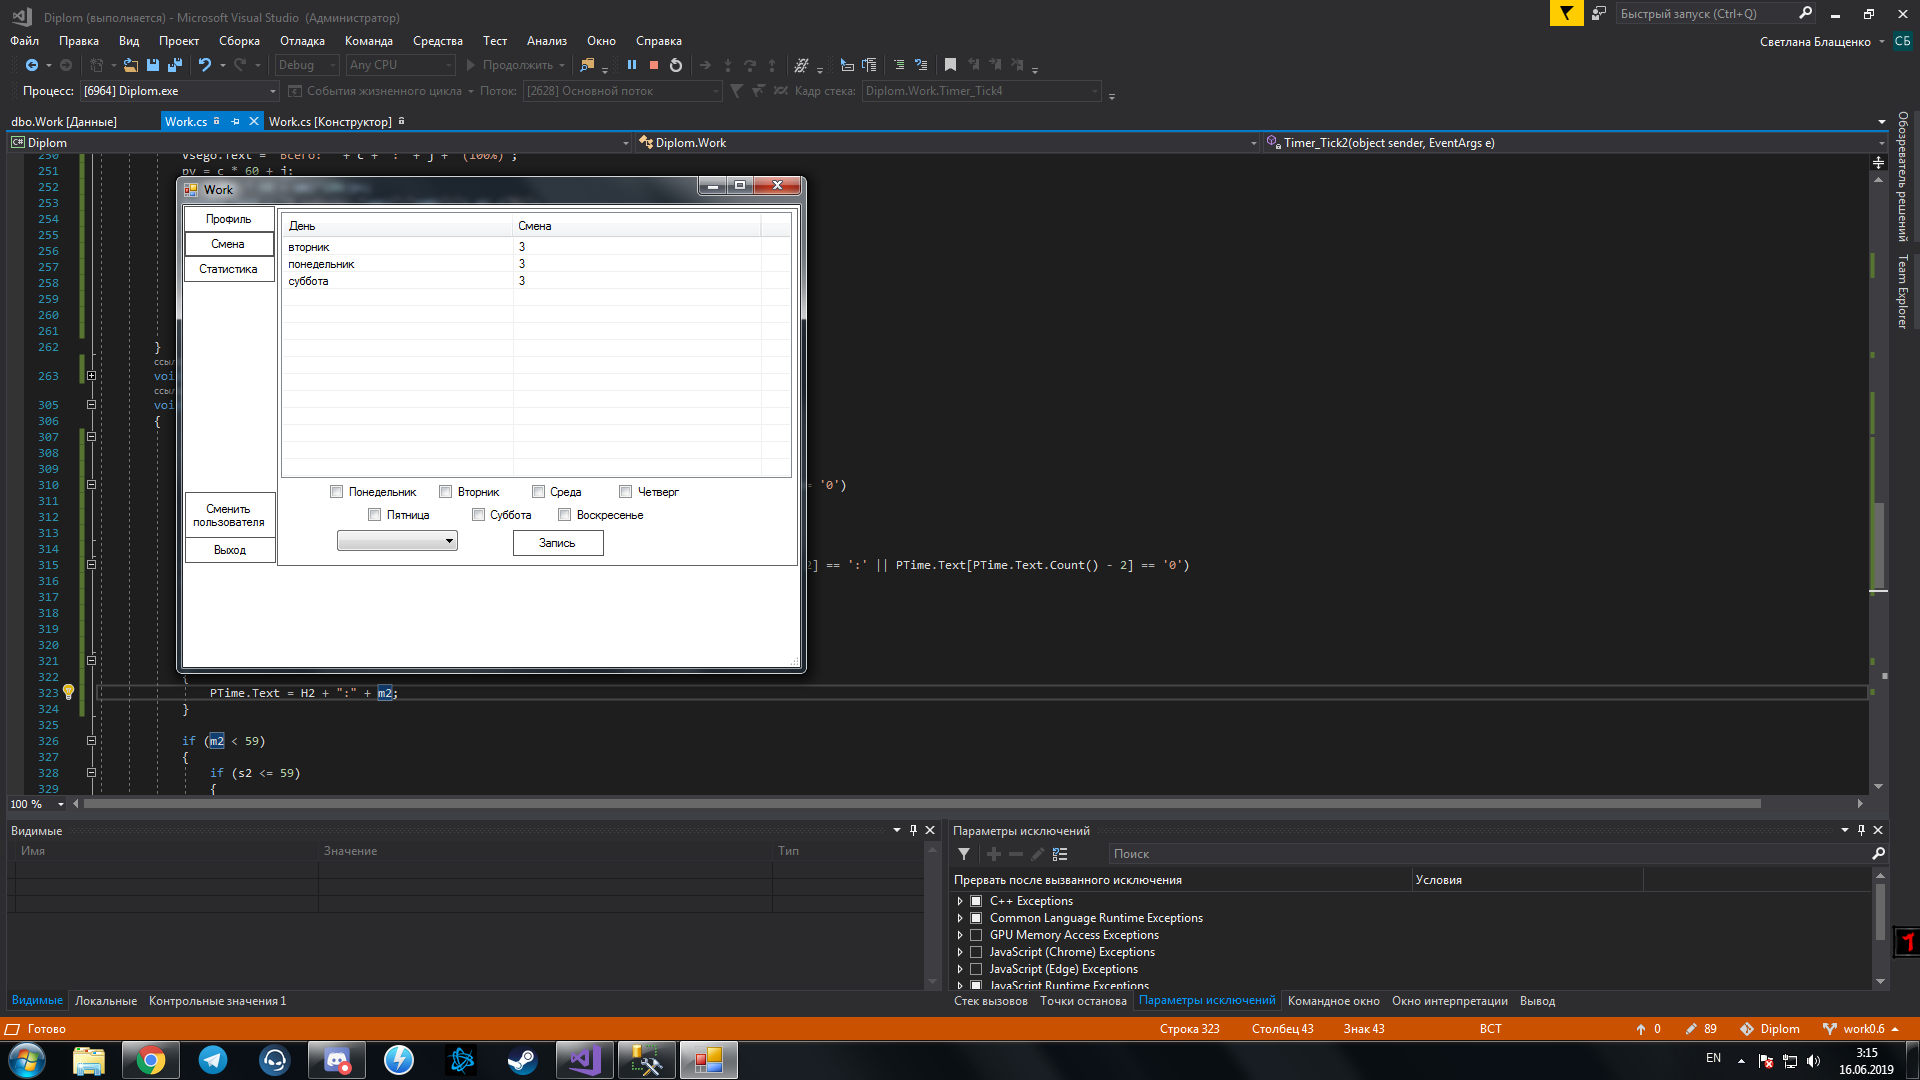 Diplom (выполняется) - Microsoft Visual Studio (Администратор)
Быстрый запуск (Ctrl+Q)
Файл Правка Вид Проект Сборка Отладка Команда Средства Тест Анализ Окно Справка
Светлана Блащенко СБ
Debug Any CPU Продолжить
Процесс: [6964] Diplom.exe События жизненного цикла Поток: [2628] Основной поток Кадр стека: Diplom.Work.Timer_Tick4
dbo.Work [Данные] Work.cs Work.cs [Конструктор]
C# Diplom Diplom.Work Timer_Tick2(object sender, EventArgs e)
Обозреватель решений
Team Explorer
250 Vsego.Text = "Всего: " + c + ":" + j + "(100%)";
251 pv = c * 60 + j;
252
253
254
255
256
257
258
259
260
261
262 }
ссыл
263 voi
ссыл
305 voi
306 {
307
308
309
310 == '0')
311
312
313
314
315 2] == ':' || PTime.Text[PTime.Text.Count() - 2] == '0')
316
317
318
319
320
321
322 {
323 PTime.Text = H2 + ":" + m2;
324 }
325
326 if (m2 < 59)
327 {
328 if (s2 <= 59)
329 {
Work
Профиль
Смена
Статистика
Сменить
пользователя
Выход
День Смена
вторник 3
понедельник 3
суббота 3
Понедельник Вторник Среда Четверг
Пятница Суббота Воскресенье
Запись
100 %
Видимые
Имя Значение Тип
Видимые Локальные Контрольные значения 1
Параметры исключений
Поиск
Прервать после вызванного исключения Условия
C++ Exceptions
Common Language Runtime Exceptions
GPU Memory Access Exceptions
JavaScript (Chrome) Exceptions
JavaScript (Edge) Exceptions
JavaScript Runtime Exceptions
Стек вызовов Точки останова Параметры исключений Командное окно Окно интерпретации Вывод
Готово Строка 323 Столбец 43 Знак 43 ВСТ 0 89 Diplom work0.6
EN 3:15
16.06.2019